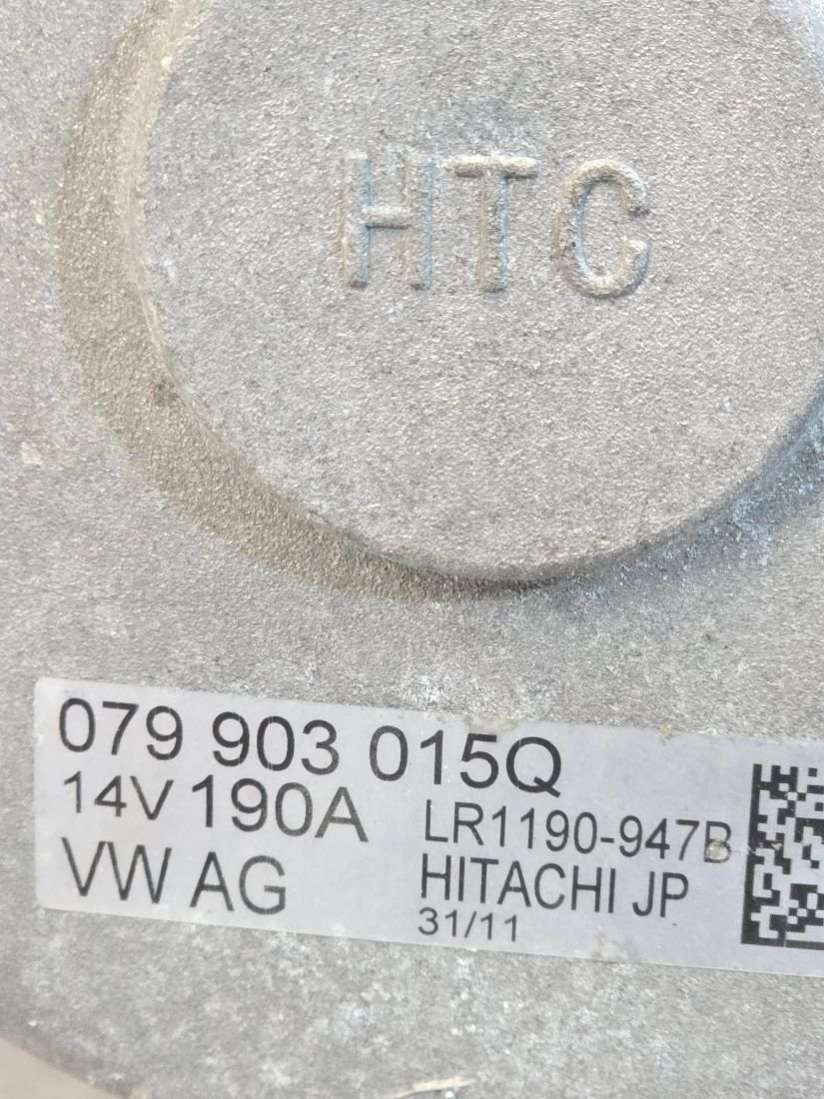 HTC
079 903 015Q
14V 190A
LR1190-947B
VW AG
HITACHI JP
31/11